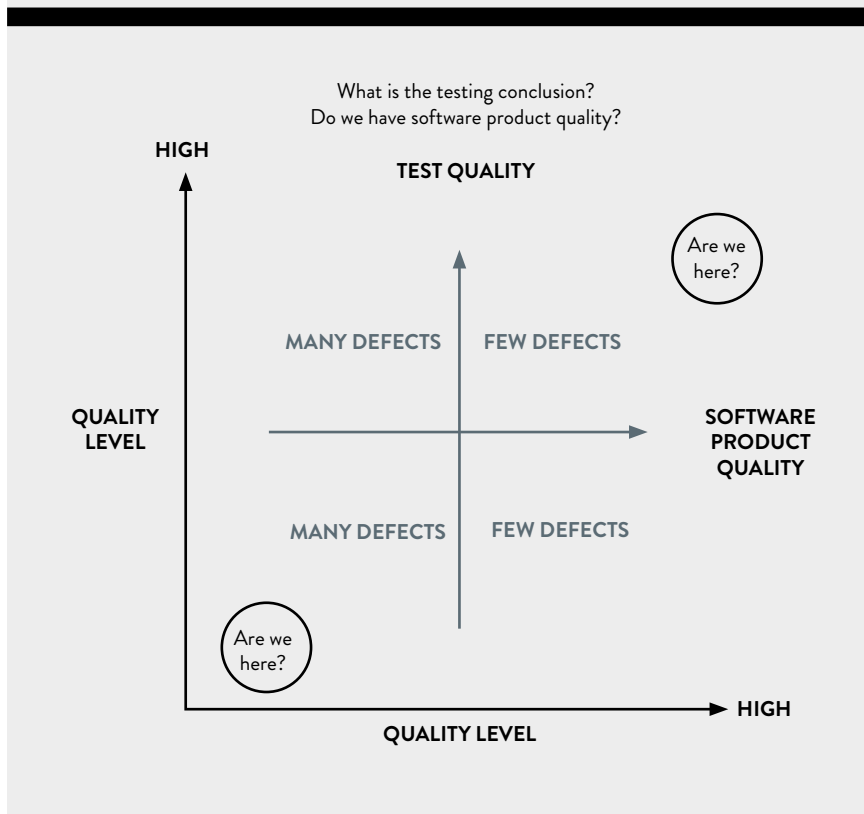 What is the testing conclusion?
Do we have software product quality?
HIGH
TEST QUALITY
Are we
here?
MANY DEFECTS
FEW DEFECTS
QUALITY
LEVEL
SOFTWARE
PRODUCT
QUALITY
MANY DEFECTS
FEW DEFECTS
Are we
here?
HIGH
QUALITY LEVEL